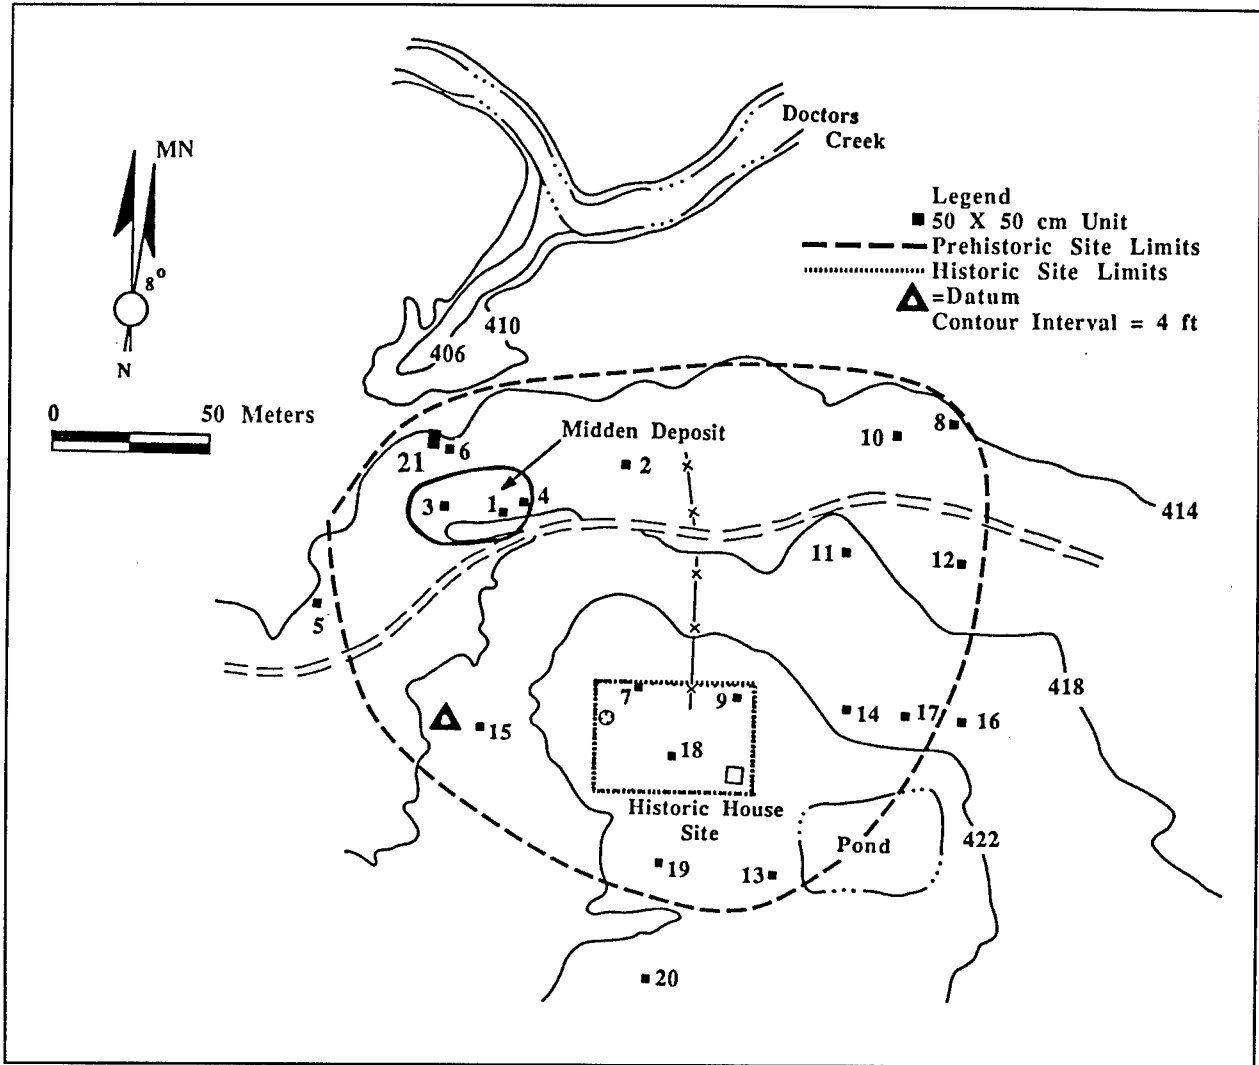 Doctors
Creek
MN
8°
N
0 50 Meters
Legend
50 X 50 cm Unit
Prehistoric Site Limits
Historic Site Limits
=Datum
Contour Interval = 4 ft
410
406
Midden Deposit
8
10
6
21
2
3
1
4
414
11
12
5
418
7
9
14
17
16
15
18
Historic House
Site
Pond
422
19
13
20